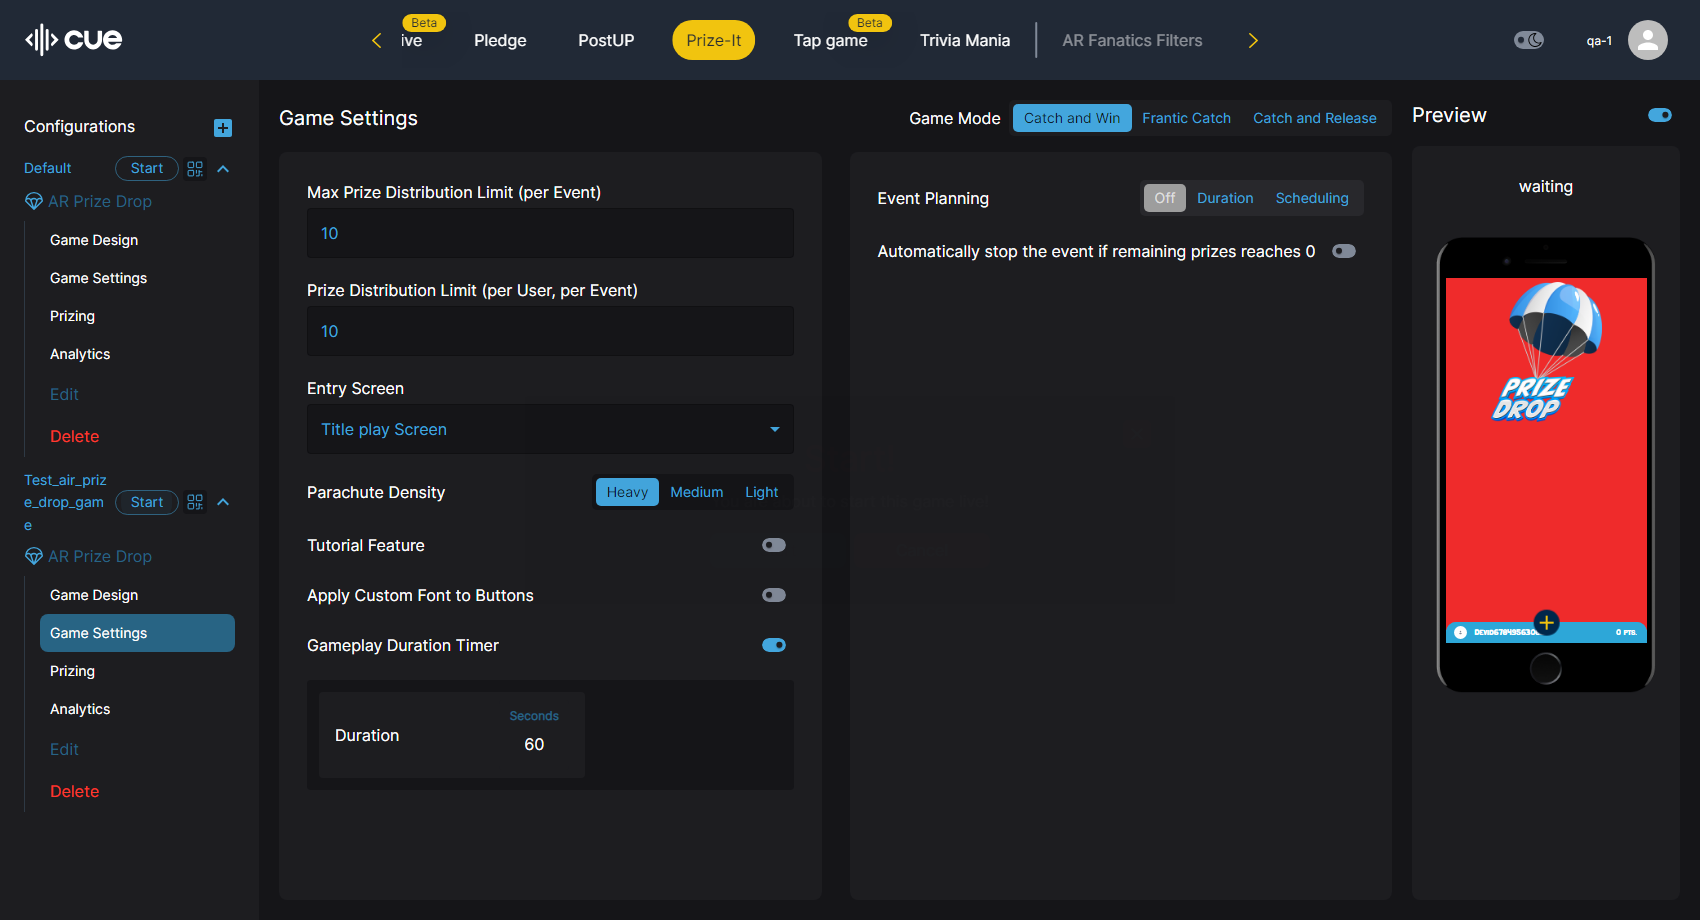 cue
Beta
ive
Pledge
PostUP
Prize-It
Beta
Tap game
Trivia Mania
AR Fanatics Filters
qa-1
Configurations
Default
Start
AR Prize Drop
Game Design
Game Settings
Prizing
Analytics
Edit
Delete
Test_air_priz
e_drop_gam
e
Start
AR Prize Drop
Game Design
Game Settings
Prizing
Analytics
Edit
Delete
Game Settings
Game Mode
Catch and Win
Frantic Catch
Catch and Release
Max Prize Distribution Limit (per Event)
10
Prize Distribution Limit (per User, per Event)
10
Entry Screen
Title play Screen
Parachute Density
Heavy
Medium
Light
Tutorial Feature
Apply Custom Font to Buttons
Gameplay Duration Timer
Duration
Seconds
60
Event Planning
Off
Duration
Scheduling
Automatically stop the event if remaining prizes reaches 0
Preview
waiting
PRIZE
DROP
0 PTS.